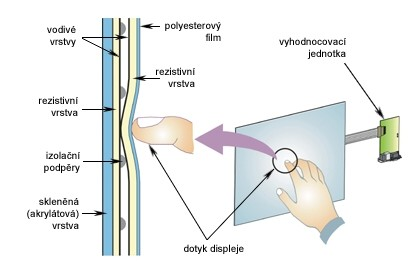 vodivé
vrstvy
polyesterový
film
rezistivní
vrstva
rezistivní
vrstva
izolační
podpěry
skleněná
(akrylátová)
vrstva
dotyk displeje
vyhodnocovací
jednotka